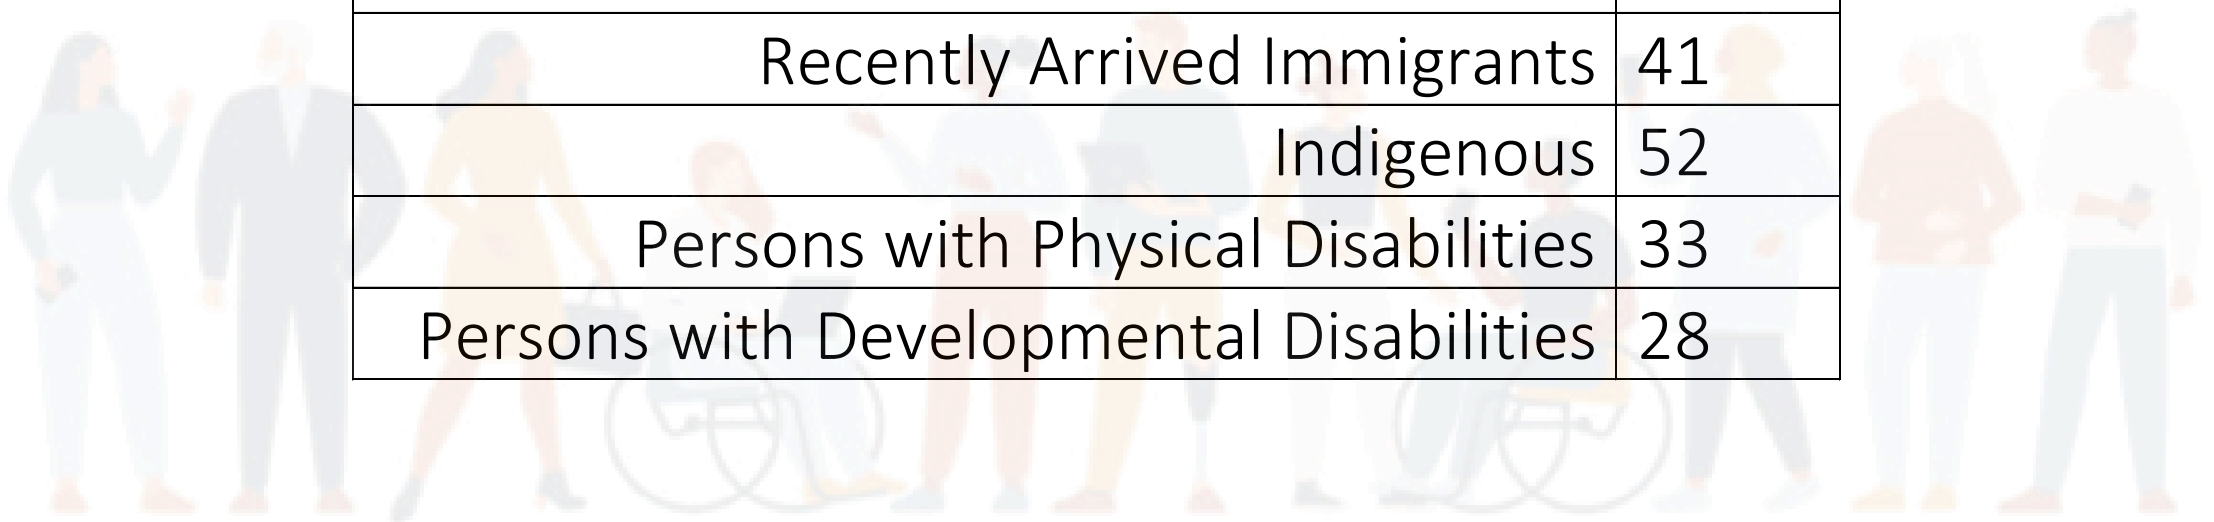 Recently Arrived Immigrants 41
Indigenous 52
Persons with Physical Disabilities 33
Persons with Developmental Disabilities 28